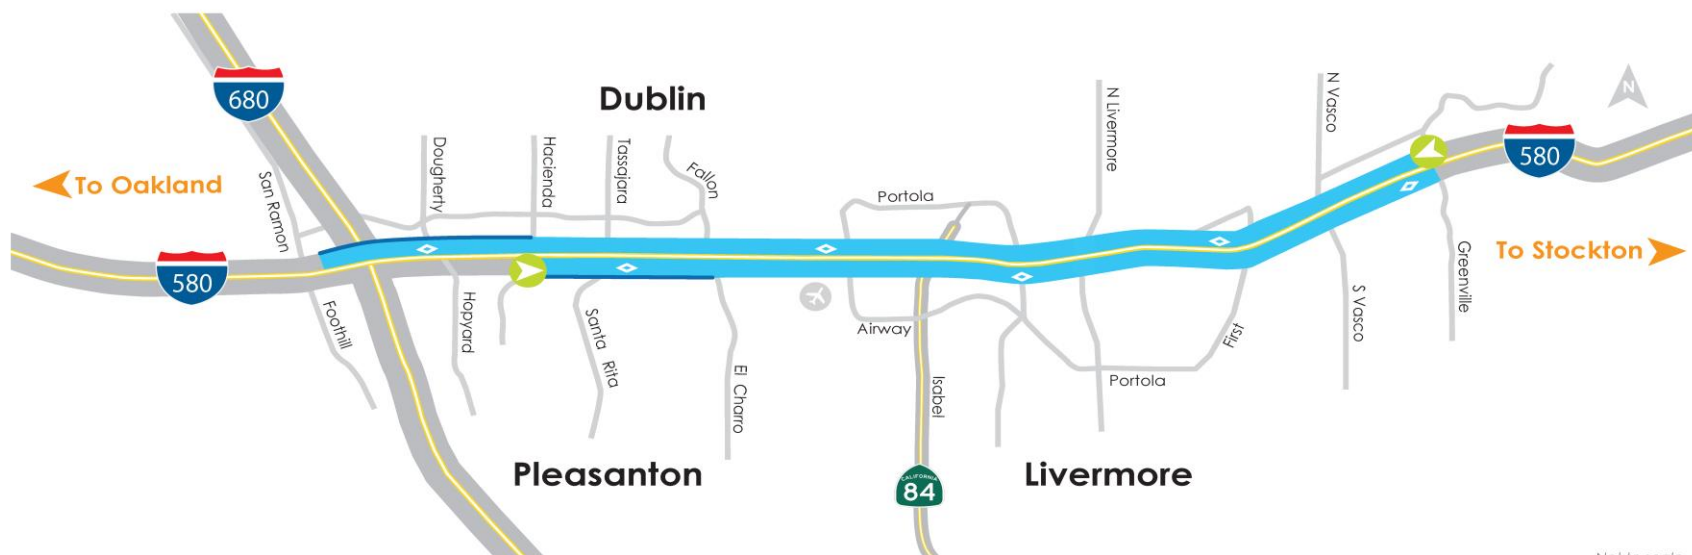 680
Dublin
N Vasco
N
N Livermore
Dougherty
Hacienda
Tassajara
Fallon
580
To Oakland
San Ramon
Portola
To Stockton
580
Foothill
Hopyard
Santa Rita
El Charro
Airway
Isabel
First
Portola
S Vasco
Greenville
Pleasanton
Livermore
CALIFORNIA
84